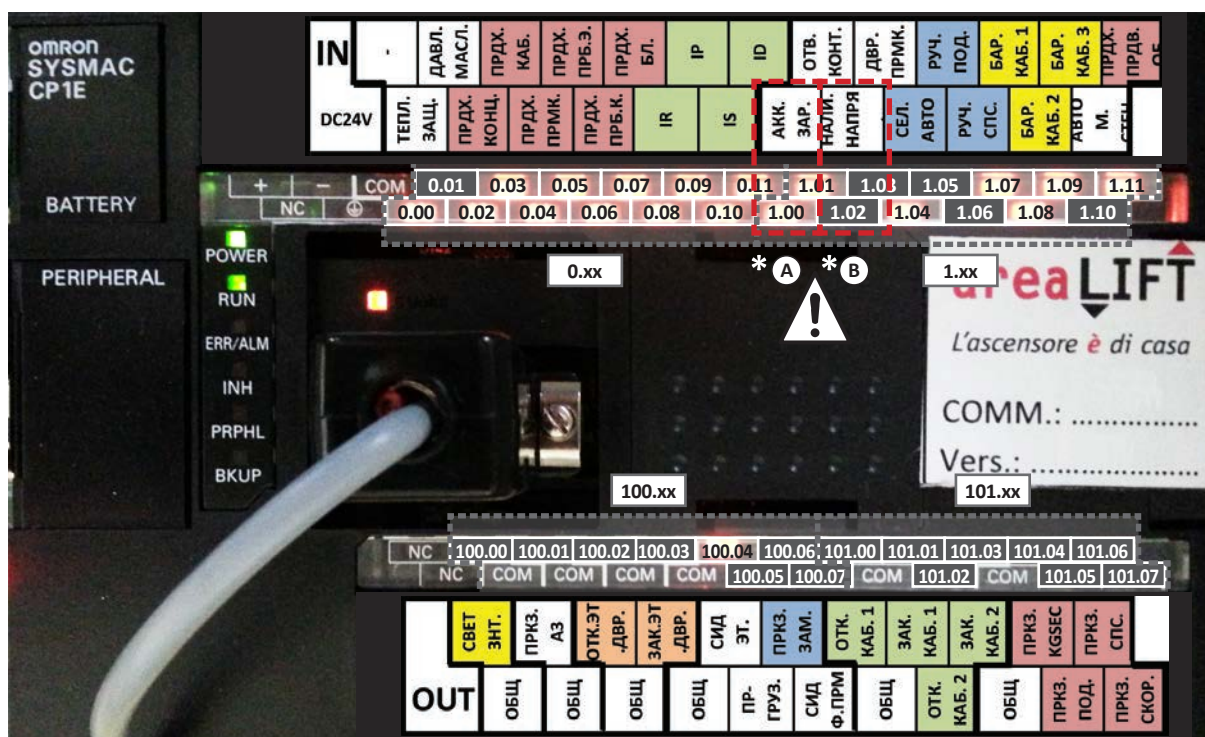 omron
SYSMAC
CP1E
BATTERY
PERIPHERAL
IN
-
ДАВЛ.
МАСЛ.
ПРДХ.
КАБ.
ПРДХ.
ПРБ.Э.
ПРДХ.
БЛ.
IP
ID
ОТВ.
КОНТ.
ДВР.
ПРМК.
РУЧ.
ПОД.
БАР.
КАБ. 1
БАР.
КАБ. 3
ПРДХ.
ПРДВ.
DC24V
ТЕПЛ.
ЗАЩ.
ПРДХ.
КОНЦ.
ПРДХ.
ПРМК.
ПРДХ.
ПРБ.К.
IR
IS
АКК.
ЗАР.
НАЛИ.
НАПРЯ
СЕЛ.
АВТО
РУЧ.
СПС.
БАР.
КАБ. 2
АВТО
М.
+ - COM 0.01 0.03 0.05 0.07 0.09 0.11 1.01 1.03 1.05 1.07 1.09 1.11
NC 0.00 0.02 0.04 0.06 0.08 0.10 1.00 1.02 1.04 1.06 1.08 1.10
POWER
RUN
ERR/ALM
INH
PRPHL
BKUP
0.xx
* A * B
!
1.xx
area LIFT
L'ascensore è di casa
COMM.: ................
Vers.: ......................
100.xx
101.xx
NC 100.00 100.01 100.02 100.03 100.04 100.06 101.00 101.01 101.03 101.04 101.06
NC COM COM COM COM 100.05 100.07 COM 101.02 COM 101.05 101.07
СВЕТ
ЗНТ.
ПРКЗ.
АЗ
ОТК.ЭТ
.ДВР.
ЗАК.ЭТ
.ДВР.
СИД
ЭТ.
ПРКЗ.
ЗАМ.
ОТК.
КАБ. 1
ЗАК.
КАБ. 1
ЗАК.
КАБ. 2
ПРКЗ.
KGSEC
ПРКЗ.
СПС.
OUT
ОБЩ
ОБЩ
ОБЩ
ОБЩ
ПР-
ГРУЗ.
СИД
Ф.ПРМ
ОБЩ
ОТК.
КАБ. 2
ОБЩ
ПРКЗ.
ПОД.
ПРКЗ.
СКОР.